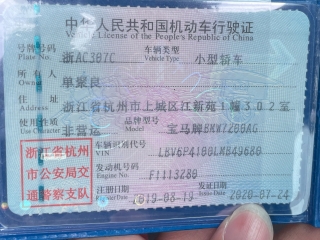 中华人民共和国机动车行驶证
Vehicle License of the People's Republic of China
号牌号码 浙AC387C 车辆类型 小型轿车
Plate No. Vehicle Type
所有人 单聚良
Owner
住址 浙江省杭州市上城区江新苑1幢302室
Address
使用性质 非营运 品牌型号 宝马牌BMW7200AG
Use Character
浙江省杭州
市公安局交
通警察支队
车辆识别代号 LBV6P4100LMB49680
VIN
发动机号码 F1113280
Engine No.
注册日期 2019-08-19 发证日期 2020-07-24
Register Date Issue Date